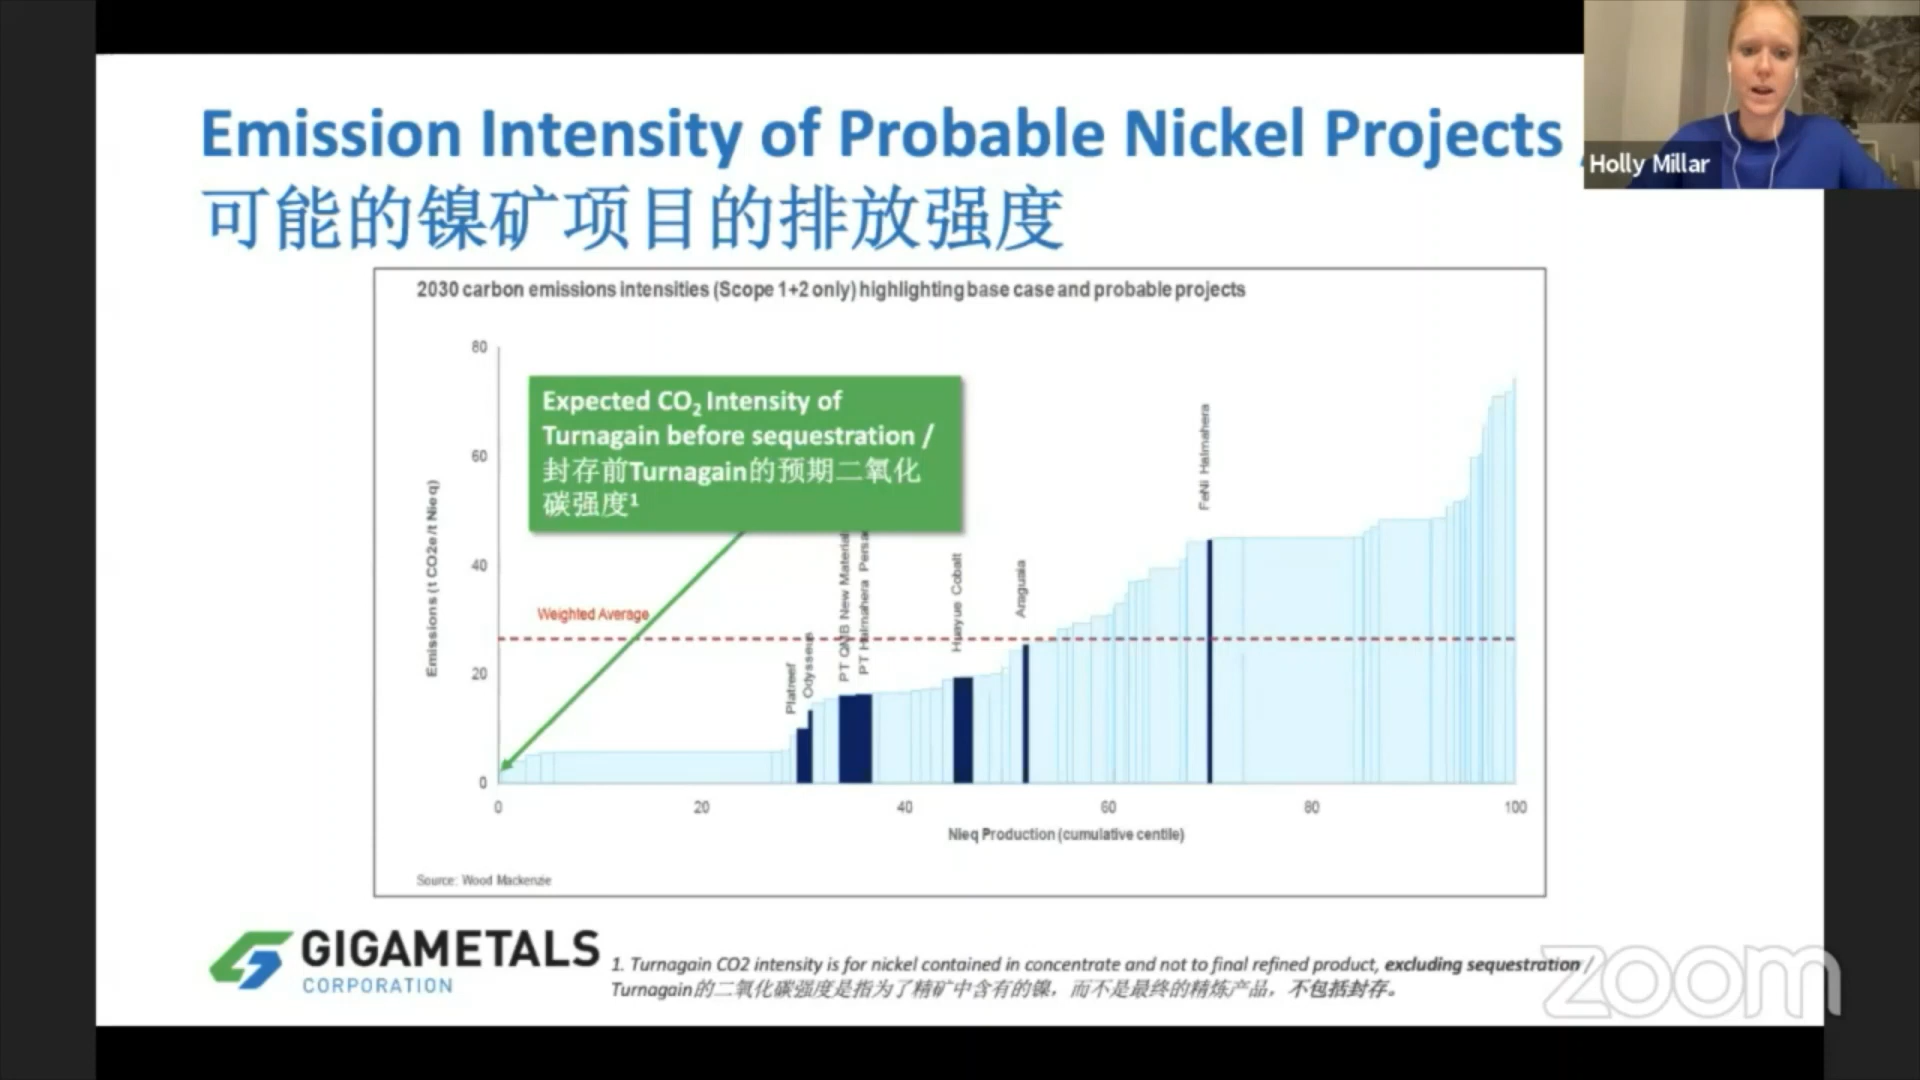 Emission Intensity of Probable Nickel Projects
可能的镍矿项目的排放强度
Holly Millar
2030 carbon emissions intensities (Scope 1+2 only) highlighting base case and probable projects
80
60
40
20
0
Emissions (t CO2e/t Nieq)
Expected CO₂ Intensity of
Turnagain before sequestration /
封存前Turnagain的预期二氧化
碳强度¹
Weighted Average
Platreef
Odysseus
PT QMB New Material
PT Halmahera Persa
Huayue Cobalt
Araguaia
FeNi Halmahera
0 20 40 60 80 100
Nieq Production (cumulative centile)
Source: Wood Mackenzie
GIGAMETALS
CORPORATION
1. Turnagain CO2 intensity is for nickel contained in concentrate and not to final refined product, excluding sequestration /
Turnagain的二氧化碳强度是指为了精矿中含有的镍，而不是最终的精炼产品，不包括封存。
zoom